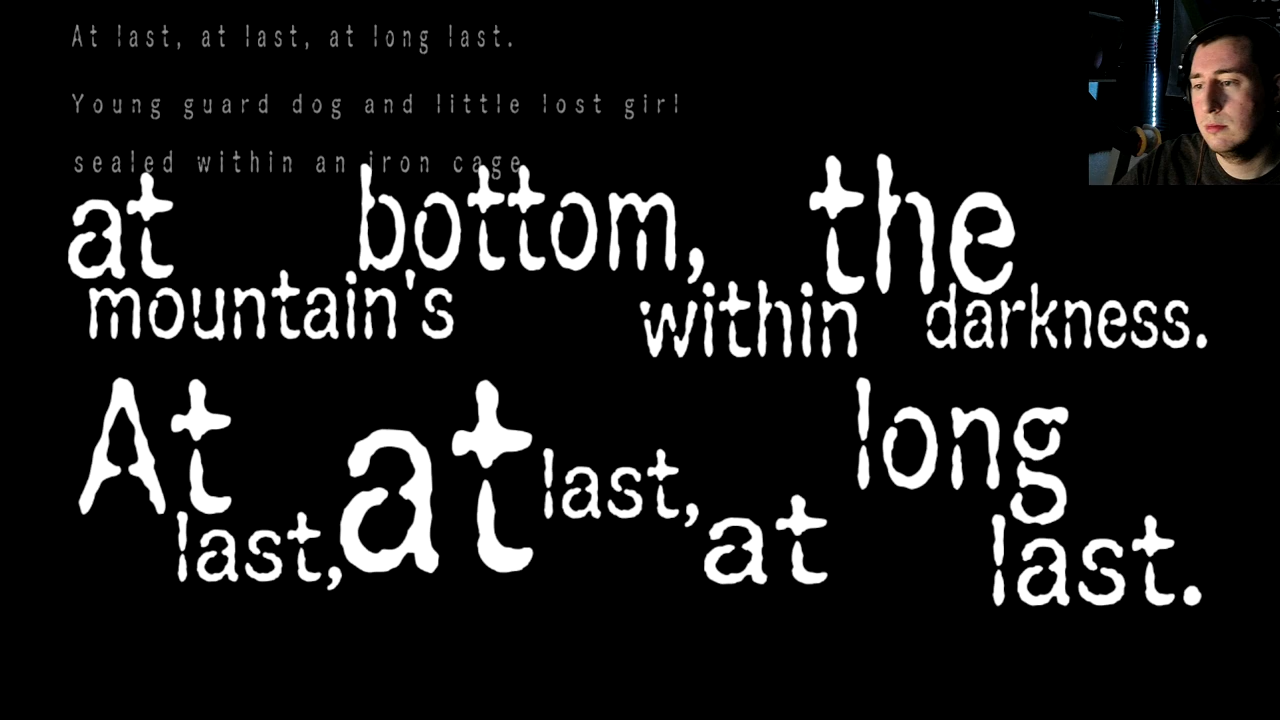 At last, at last, at long last.
Young guard dog and little lost girl
sealed within an iron cage
at mountain's bottom, within the darkness.
At last, at last, at long last.